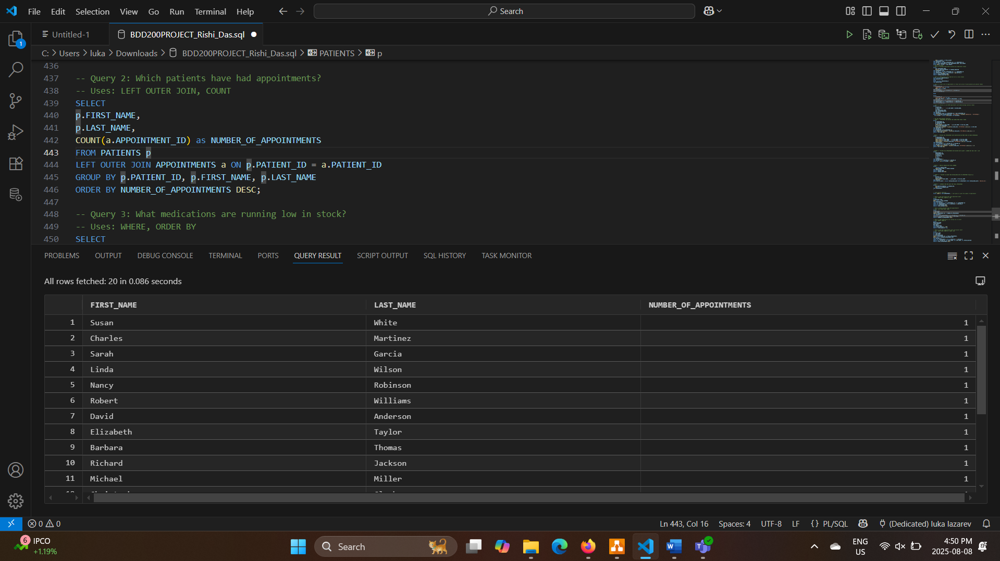 File Edit Selection View Go Run Terminal Help
Search
Untitled-1
BDD200PROJECT_Rishi_Das.sql
C: > Users > luka > Downloads > BDD200PROJECT_Rishi_Das.sql > PATIENTS > p
436
437 -- Query 2: Which patients have had appointments?
438 -- Uses: LEFT OUTER JOIN, COUNT
439 SELECT
440 p.FIRST_NAME,
441 p.LAST_NAME,
442 COUNT(a.APPOINTMENT_ID) as NUMBER_OF_APPOINTMENTS
443 FROM PATIENTS p
444 LEFT OUTER JOIN APPOINTMENTS a ON p.PATIENT_ID = a.PATIENT_ID
445 GROUP BY p.PATIENT_ID, p.FIRST_NAME, p.LAST_NAME
446 ORDER BY NUMBER_OF_APPOINTMENTS DESC;
447
448 -- Query 3: What medications are running low in stock?
449 -- Uses: WHERE, ORDER BY
450 SELECT
PROBLEMS OUTPUT DEBUG CONSOLE TERMINAL PORTS QUERY RESULT SCRIPT OUTPUT SQL HISTORY TASK MONITOR
All rows fetched: 20 in 0.086 seconds
FIRST_NAME LAST_NAME NUMBER_OF_APPOINTMENTS
1 Susan White 1
2 Charles Martinez 1
3 Sarah Garcia 1
4 Linda Wilson 1
5 Nancy Robinson 1
6 Robert Williams 1
7 David Anderson 1
8 Elizabeth Taylor 1
9 Barbara Thomas 1
10 Richard Jackson 1
11 Michael Miller 1
0 0 Ln 443, Col 16 Spaces: 4 UTF-8 LF {} PL/SQL (Dedicated) luka lazarev
6 IPCO
+1.19%
Search
ENG
US
4:50 PM
2025-08-08